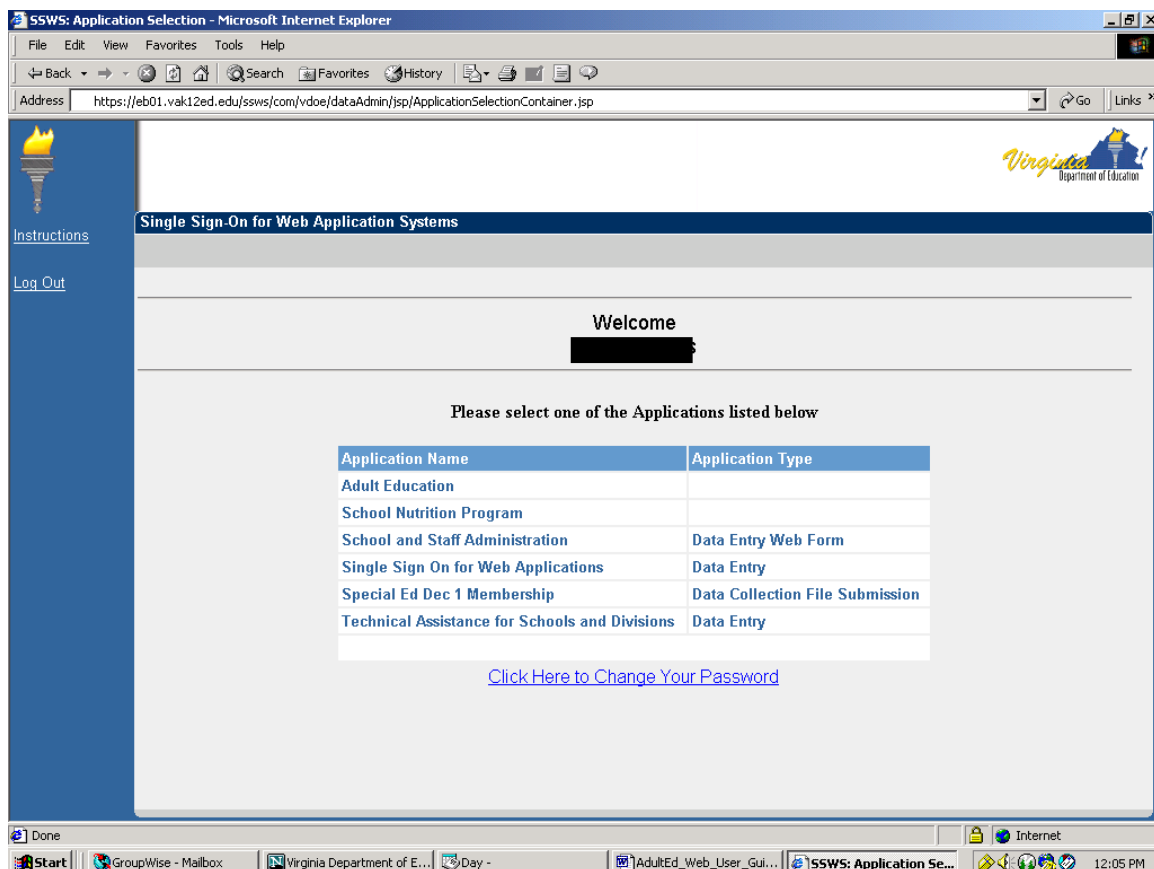 SSWS: Application Selection - Microsoft Internet Explorer
File Edit View Favorites Tools Help
Back Search Favorites History
Address https://eb01.vak12ed.edu/ssws/com/vdoe/dataAdmin/jsp/ApplicationSelectionContainer.jsp Go Links »
Virginia
Department of Education
Single Sign-On for Web Application Systems
Instructions
Log Out
Welcome
s
Please select one of the Applications listed below
Application Name Application Type
Adult Education
School Nutrition Program
School and Staff Administration Data Entry Web Form
Single Sign On for Web Applications Data Entry
Special Ed Dec 1 Membership Data Collection File Submission
Technical Assistance for Schools and Divisions Data Entry
Click Here to Change Your Password
Done Internet
Start GroupWise - Mailbox Virginia Department of E... Day - AdultEd_Web_User_Gui... SSWS: Application Se... 12:05 PM